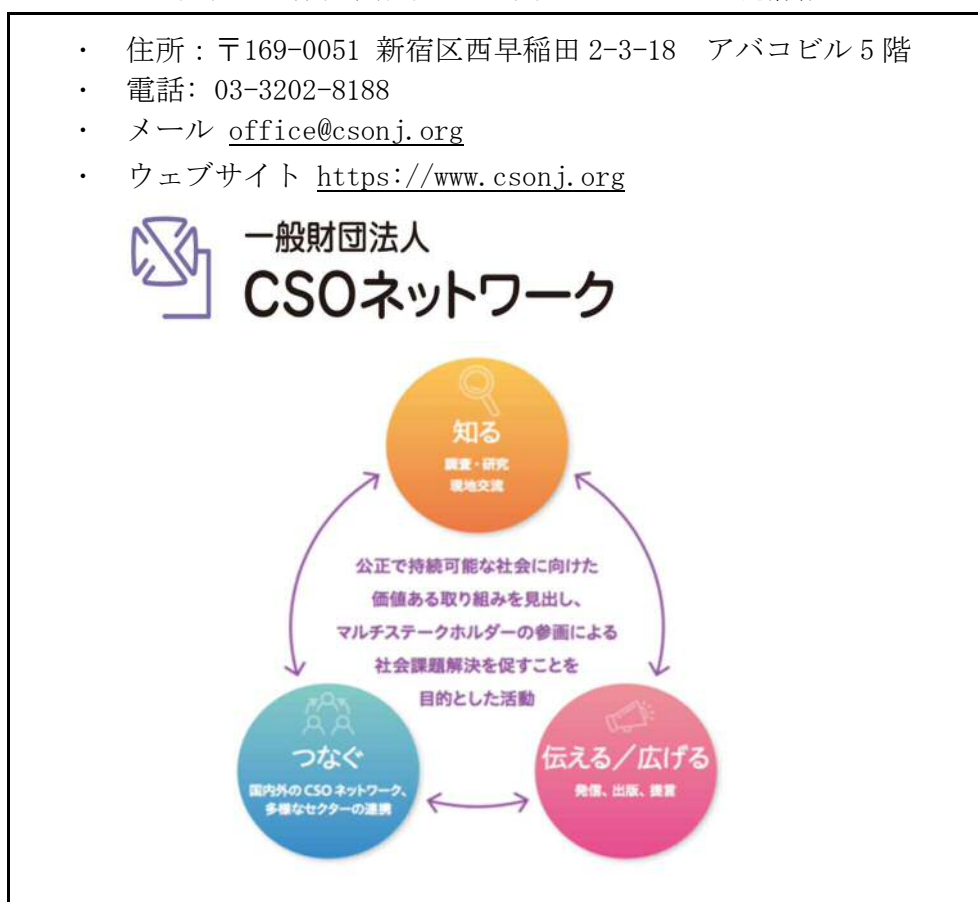 ・ 住所：〒169-0051 新宿区西早稲田 2-3-18 アバコビル 5 階
・ 電話: 03-3202-8188
・ メール office@csonj.org
・ ウェブサイト https://www.csonj.org
一般財団法人
CSOネットワーク
知る
調査・研究
現地交流
公正で持続可能な社会に向けた
価値ある取り組みを見出し、
マルチステークホルダーの参画による
社会課題解決を促すことを
目的とした活動
つなぐ
国内外の CSO ネットワーク、
多様なセクターの連携
伝える／広げる
発信、出版、提言